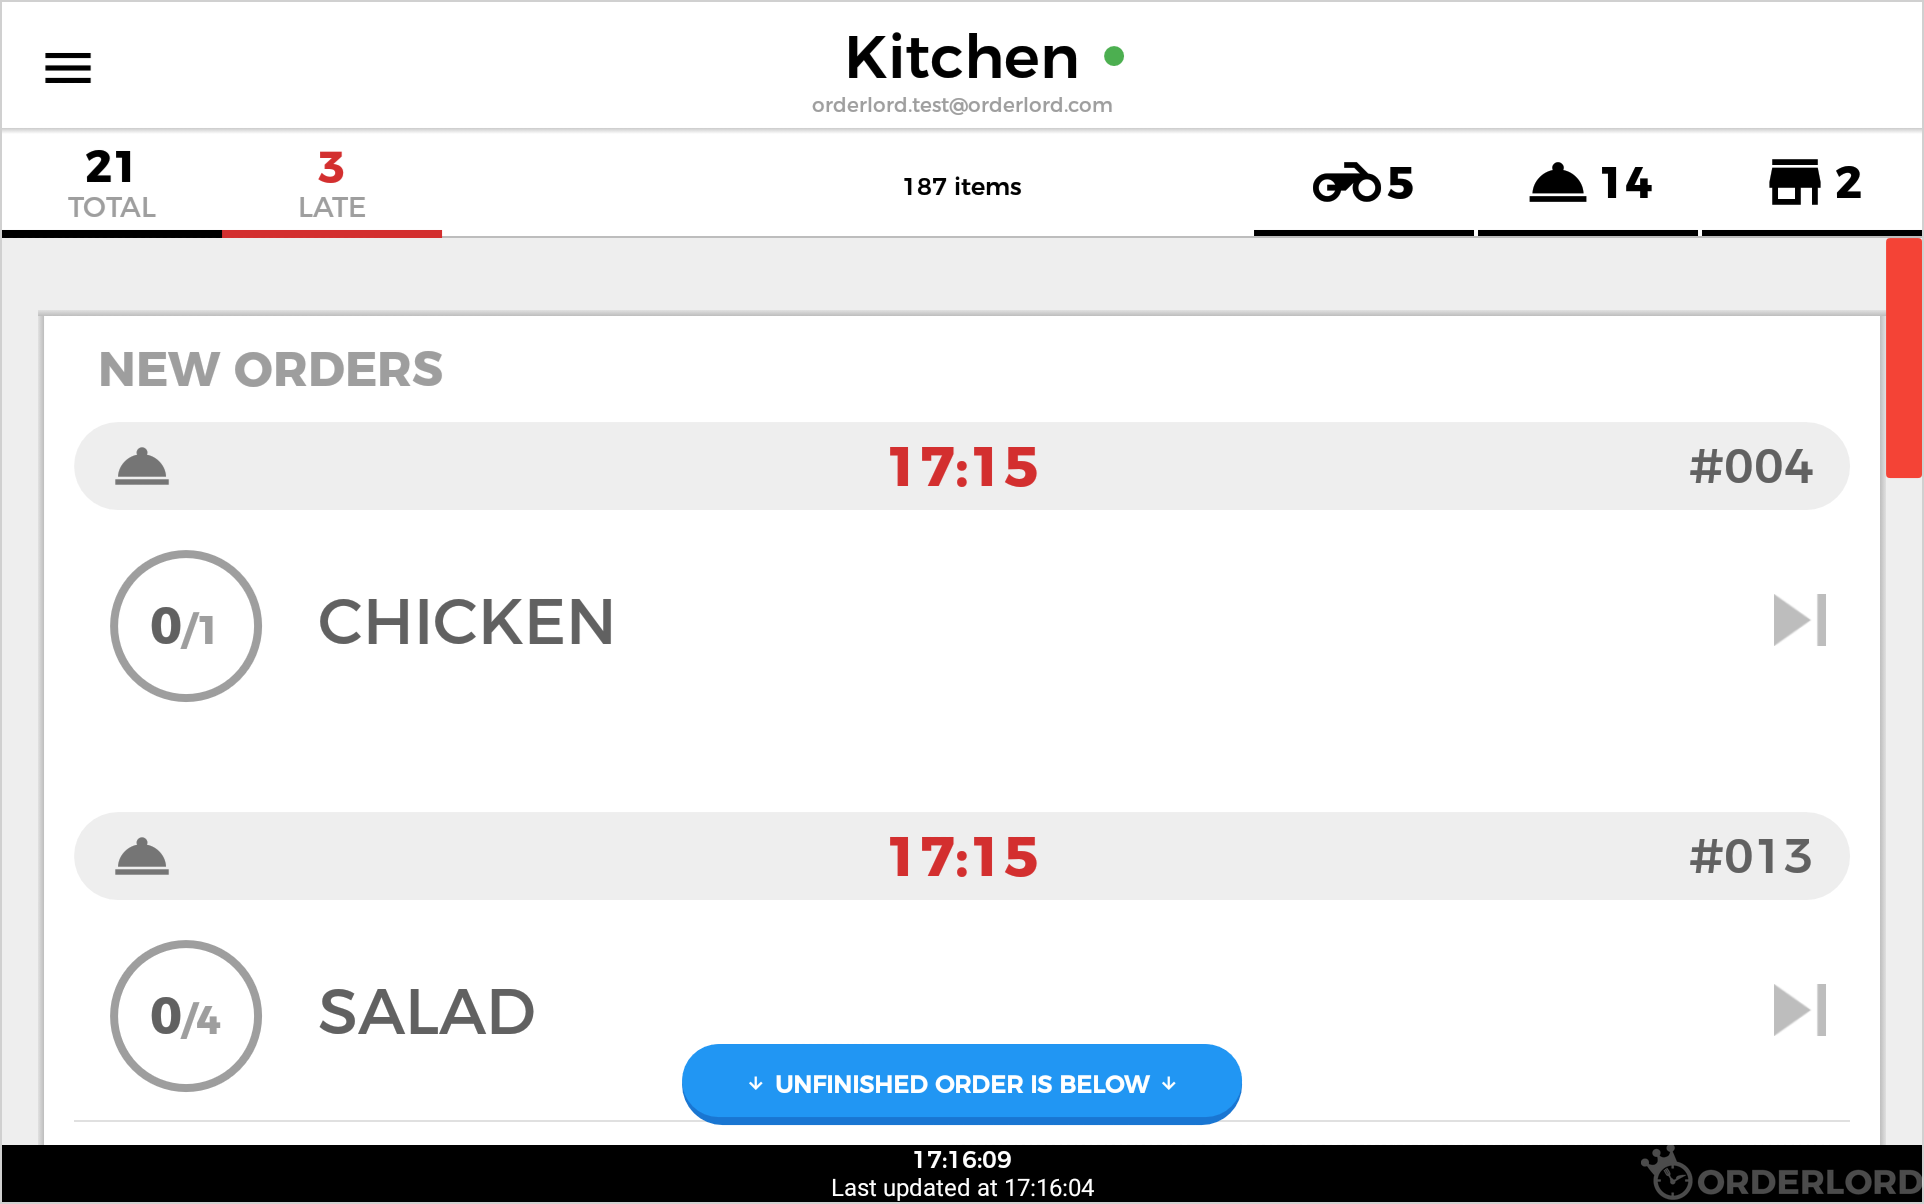 Kitchen
orderlord.test@orderlord.com
21
TOTAL
3
LATE
187 items
5
14
2
NEW ORDERS
17:15
#004
0/1
CHICKEN
17:15
#013
0/4
SALAD
↓ UNFINISHED ORDER IS BELOW ↓
17:16:09
Last updated at 17:16:04
ORDERLORD